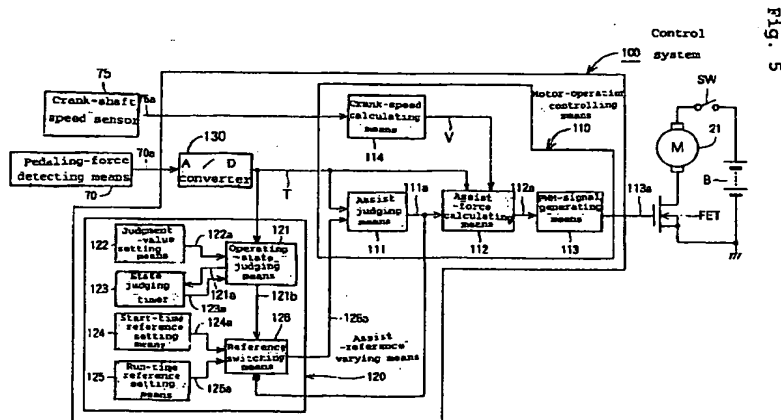 Fig. 5
Control
100 system
75
Crank-shaft
speed sensor
75a
Pedaling-force
detecting means
70
70a
130
A / D
converter
T
Crank-speed
calculating
means
114
V
Motor-operation
controlling
means
110
Assist judging
means
111
111a
Assist
-force
calculating
means
112
112a
PWM-signal
generating
means
113
113a
SW
M
21
B
FET
122
Judgment
-value
setting
means
122a
121
Operating
-state
judging
means
121a
121b
123
State
judging
timer
123a
124
Start-time
reference
setting
means
124a
125
Run-time
reference
setting means
125a
126
Reference
switching
means
126a
Assist
-reference
varying means
120